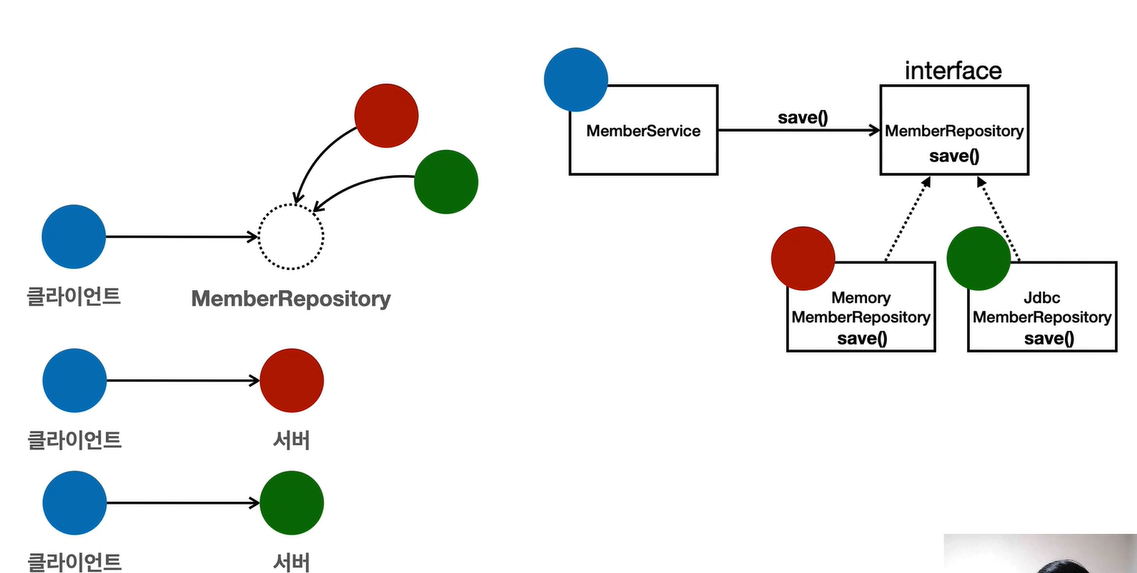 클라이언트
MemberRepository
클라이언트
서버
클라이언트
서버
interface
MemberService
save()
MemberRepository
save()
Memory
MemberRepository
save()
Jdbc
MemberRepository
save()